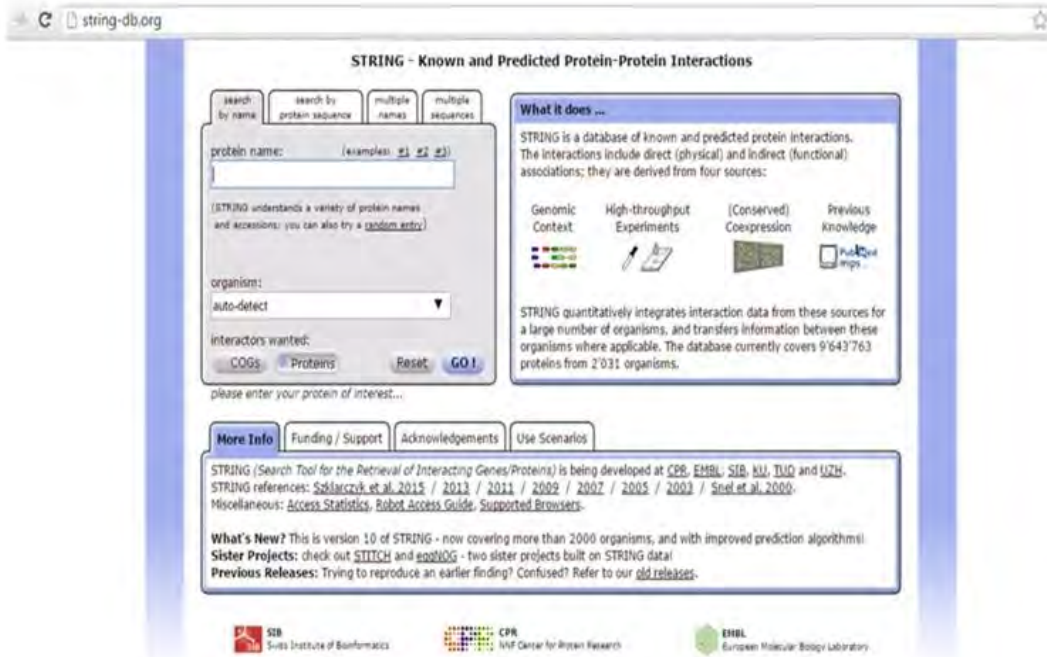 string-db.org
STRING - Known and Predicted Protein-Protein Interactions
search by name
search by protein sequence
multiple names
multiple sequences
protein name: (examples: #1 #2 #3)
(STRING understands a variety of protein names
and accessions; you can also try a random entry)
organism:
auto-detect
interactors wanted:
COGs Proteins Reset GO !
please enter your protein of interest...
What it does ...
STRING is a database of known and predicted protein interactions.
The interactions include direct (physical) and indirect (functional)
associations; they are derived from four sources:
Genomic Context
High-throughput Experiments
(Conserved) Coexpression
Previous Knowledge
STRING quantitatively integrates interaction data from these sources for
a large number of organisms, and transfers information between these
organisms where applicable. The database currently covers 9'643'763
proteins from 2'031 organisms.
More Info Funding / Support Acknowledgements Use Scenarios
STRING (Search Tool for the Retrieval of Interacting Genes/Proteins) is being developed at CPR, EMBL, SIB, KU, TUD and UZH.
STRING references: Szklarczyk et al. 2015 / 2013 / 2011 / 2009 / 2007 / 2005 / 2003 / Snel et al. 2000.
Miscellaneous: Access Statistics, Robot Access Guide, Supported Browsers.
What's New? This is version 10 of STRING - now covering more than 2000 organisms, and with improved prediction algorithms!
Sister Projects: check out STITCH and eggNOG - two sister projects built on STRING data!
Previous Releases: Trying to reproduce an earlier finding? Confused? Refer to our old releases.
SIB
Swiss Institute of Bioinformatics
CPR
NNF Center for Protein Research
EMBL
European Molecular Biology Laboratory